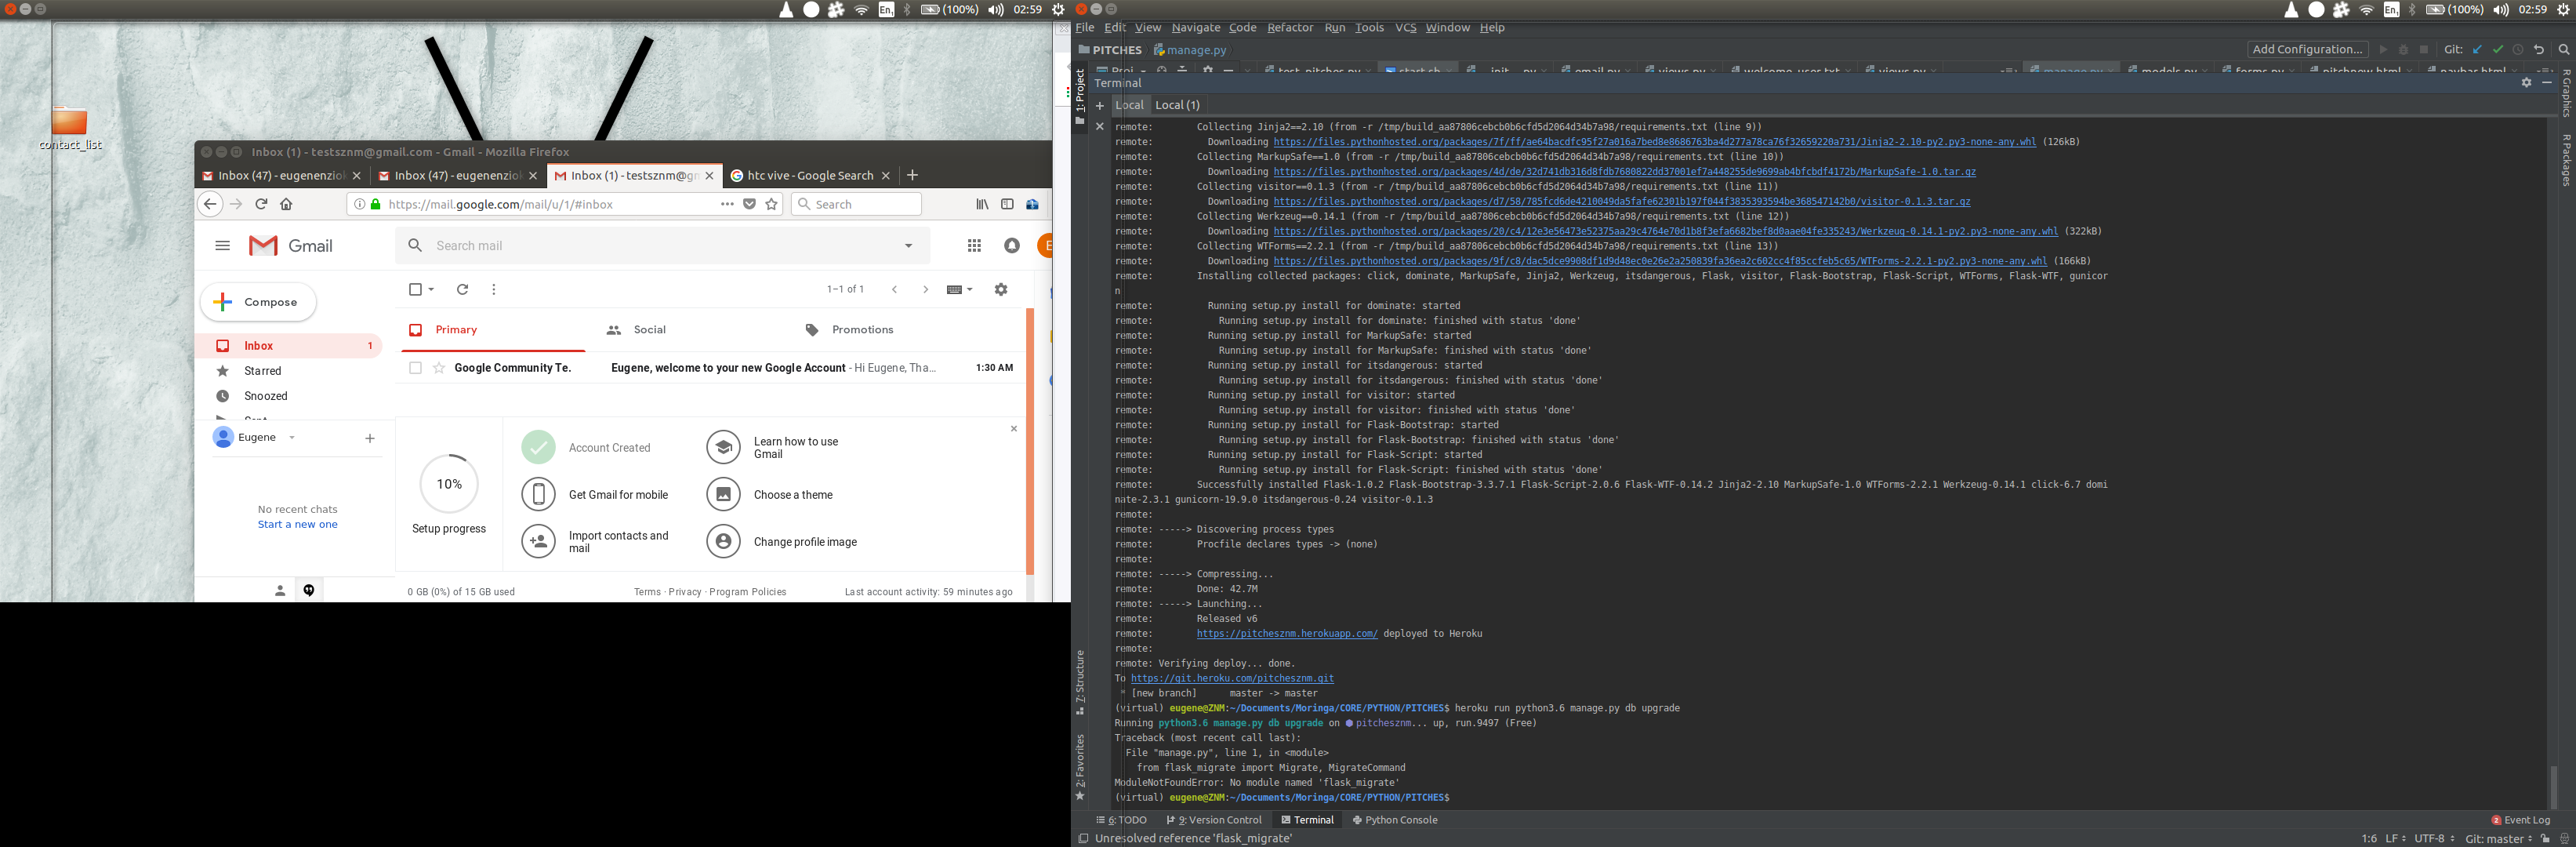 (100%) 02:59
contact_list
Inbox (1) - testsznm@gmail.com - Gmail - Mozilla Firefox
Inbox (47) - eugenenziok
Inbox (47) - eugenenziok
Inbox (1) - testsznm@gm
htc vive - Google Search
https://mail.google.com/mail/u/1/#inbox
Search
Gmail
Search mail
Compose
1–1 of 1
Primary
Social
Promotions
Inbox 1
Starred
Snoozed
Google Community Te. Eugene, welcome to your new Google Account - Hi Eugene, Tha… 1:30 AM
Eugene
No recent chats
Start a new one
10%
Setup progress
Account Created
Learn how to use Gmail
Get Gmail for mobile
Choose a theme
Import contacts and mail
Change profile image
0 GB (0%) of 15 GB used
Terms · Privacy · Program Policies
Last account activity: 59 minutes ago
(100%) 02:59
File Edit View Navigate Code Refactor Run Tools VCS Window Help
PITCHES manage.py
Add Configuration... Git:
Terminal
Local Local (1)
1: Project
7: Structure
2: Favorites
R Graphics
R Packages
remote: Collecting Jinja2==2.10 (from -r /tmp/build_aa87806cebcb0b6cfd5d2064d34b7a98/requirements.txt (line 9))
remote: Downloading https://files.pythonhosted.org/packages/7f/ff/ae64bacdfc95f27a016a7bed8e8686763ba4d277a78ca76f32659220a731/Jinja2-2.10-py2.py3-none-any.whl (126kB)
remote: Collecting MarkupSafe==1.0 (from -r /tmp/build_aa87806cebcb0b6cfd5d2064d34b7a98/requirements.txt (line 10))
remote: Downloading https://files.pythonhosted.org/packages/4d/de/32d741db316d8fdb7680822dd37001ef7a448255de9699ab4bfcbdf4172b/MarkupSafe-1.0.tar.gz
remote: Collecting visitor==0.1.3 (from -r /tmp/build_aa87806cebcb0b6cfd5d2064d34b7a98/requirements.txt (line 11))
remote: Downloading https://files.pythonhosted.org/packages/d7/58/785fcd6de4210049da5fafe62301b197f044f3835393594be368547142b0/visitor-0.1.3.tar.gz
remote: Collecting Werkzeug==0.14.1 (from -r /tmp/build_aa87806cebcb0b6cfd5d2064d34b7a98/requirements.txt (line 12))
remote: Downloading https://files.pythonhosted.org/packages/20/c4/12e3e56473e52375aa29c4764e70d1b8f3efa6682bef8d0aae04fe335243/Werkzeug-0.14.1-py2.py3-none-any.whl (322kB)
remote: Collecting WTForms==2.2.1 (from -r /tmp/build_aa87806cebcb0b6cfd5d2064d34b7a98/requirements.txt (line 13))
remote: Downloading https://files.pythonhosted.org/packages/9f/c8/dac5dce9908df1d9d48ec0e26e2a250839fa36ea2c602cc4f85ccfeb5c65/WTForms-2.2.1-py2.py3-none-any.whl (166kB)
remote: Installing collected packages: click, dominate, MarkupSafe, Jinja2, Werkzeug, itsdangerous, Flask, visitor, Flask-Bootstrap, Flask-Script, WTForms, Flask-WTF, gunicor
n
remote: Running setup.py install for dominate: started
remote: Running setup.py install for dominate: finished with status 'done'
remote: Running setup.py install for MarkupSafe: started
remote: Running setup.py install for MarkupSafe: finished with status 'done'
remote: Running setup.py install for itsdangerous: started
remote: Running setup.py install for itsdangerous: finished with status 'done'
remote: Running setup.py install for visitor: started
remote: Running setup.py install for visitor: finished with status 'done'
remote: Running setup.py install for Flask-Bootstrap: started
remote: Running setup.py install for Flask-Bootstrap: finished with status 'done'
remote: Running setup.py install for Flask-Script: started
remote: Running setup.py install for Flask-Script: finished with status 'done'
remote: Successfully installed Flask-1.0.2 Flask-Bootstrap-3.3.7.1 Flask-Script-2.0.6 Flask-WTF-0.14.2 Jinja2-2.10 MarkupSafe-1.0 WTForms-2.2.1 Werkzeug-0.14.1 click-6.7 domi
nate-2.3.1 gunicorn-19.9.0 itsdangerous-0.24 visitor-0.1.3
remote:
remote: -----> Discovering process types
remote: Procfile declares types -> (none)
remote:
remote: -----> Compressing...
remote: Done: 42.7M
remote: -----> Launching...
remote: Released v6
remote: https://pitchesznm.herokuapp.com/ deployed to Heroku
remote:
remote: Verifying deploy... done.
To https://git.heroku.com/pitchesznm.git
* [new branch] master -> master
(virtual) eugene@ZNM:~/Documents/Moringa/CORE/PYTHON/PITCHES$ heroku run python3.6 manage.py db upgrade
Running python3.6 manage.py db upgrade on ⬢ pitchesznm... up, run.9497 (Free)
Traceback (most recent call last):
File "manage.py", line 1, in <module>
from flask_migrate import Migrate, MigrateCommand
ModuleNotFoundError: No module named 'flask_migrate'
(virtual) eugene@ZNM:~/Documents/Moringa/CORE/PYTHON/PITCHES$
6: TODO 9: Version Control Terminal Python Console 2 Event Log
Unresolved reference 'flask_migrate' 1:6 LF UTF-8 Git: master